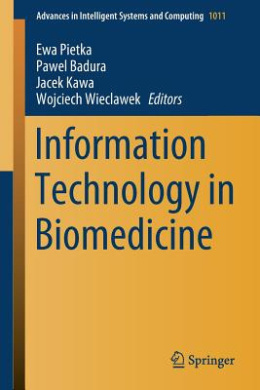 Advances in Intelligent Systems and Computing 1011
Ewa Pietka
Pawel Badura
Jacek Kawa
Wojciech Wieclawek Editors
Information
Technology in
Biomedicine
Springer